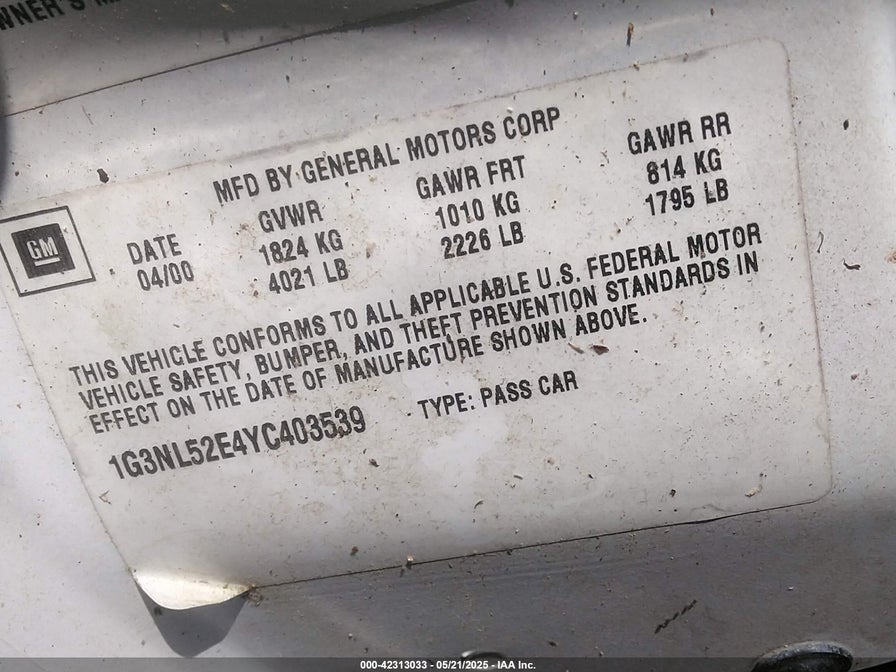 OWNER'S
MFD BY GENERAL MOTORS CORP
GM
DATE GVWR GAWR FRT GAWR RR
04/00 1824 KG 1010 KG 814 KG
4021 LB 2226 LB 1795 LB
THIS VEHICLE CONFORMS TO ALL APPLICABLE U.S. FEDERAL MOTOR
VEHICLE SAFETY, BUMPER, AND THEFT PREVENTION STANDARDS IN
EFFECT ON THE DATE OF MANUFACTURE SHOWN ABOVE.
1G3NL52E4YC403539 TYPE: PASS CAR
000-42313033 - 05/21/2025 - IAA Inc.